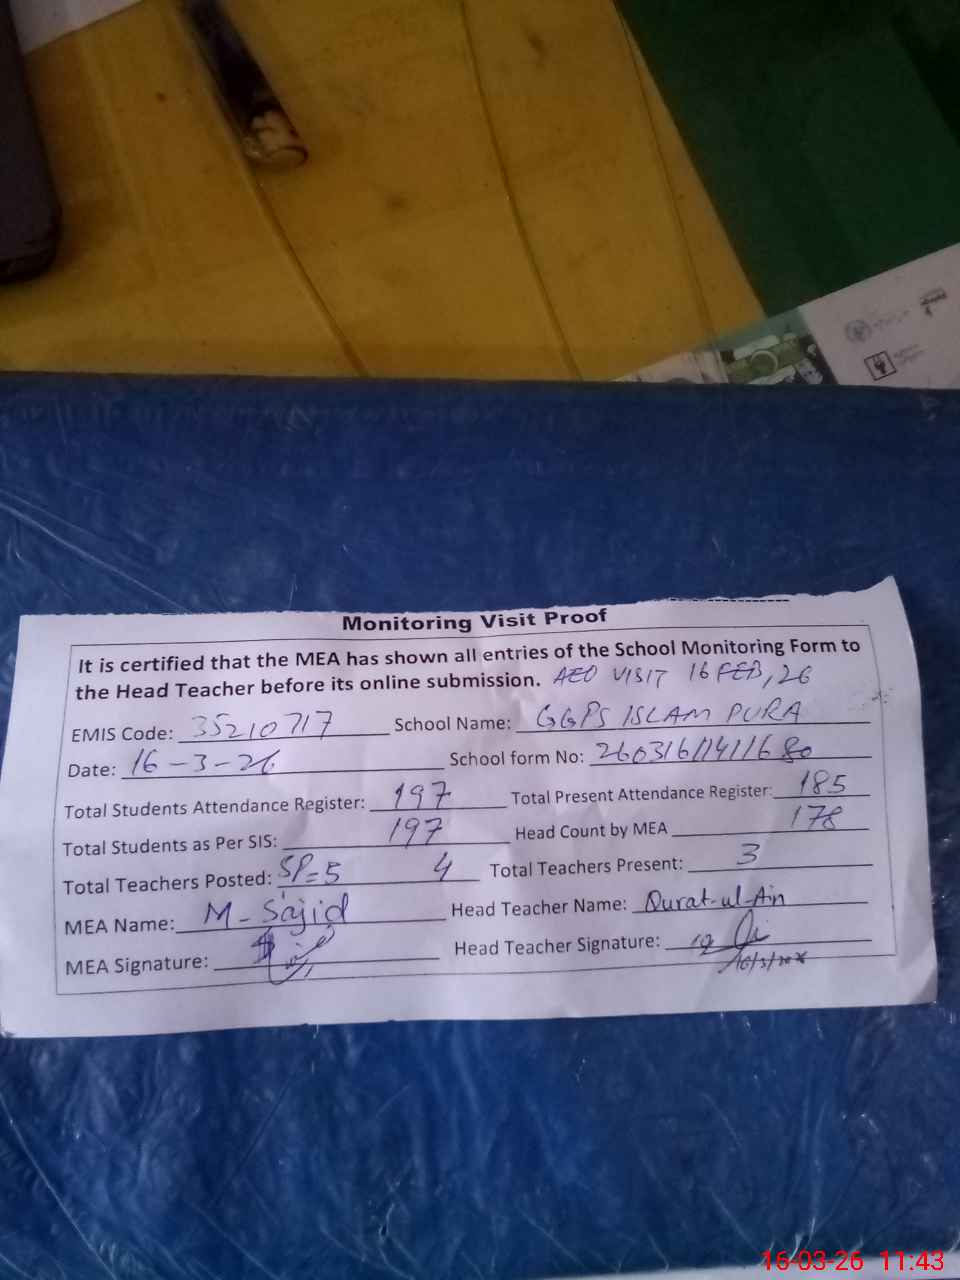 Monitoring Visit Proof
It is certified that the MEA has shown all entries of the School Monitoring Form to
the Head Teacher before its online submission. AEO VISIT 16 FEB, 26
EMIS Code: 35210717 School Name: GGPS ISLAM PURA
Date: 16-3-26 School form No: 260316114111680
Total Students Attendance Register: 197 Total Present Attendance Register: 185
Total Students as Per SIS: 197 Head Count by MEA 178
Total Teachers Posted: SP=5 4 Total Teachers Present: 3
MEA Name: M-Sajid Head Teacher Name: Qurat-ul-Ain
MEA Signature: Head Teacher Signature:
16-03-26 11:43